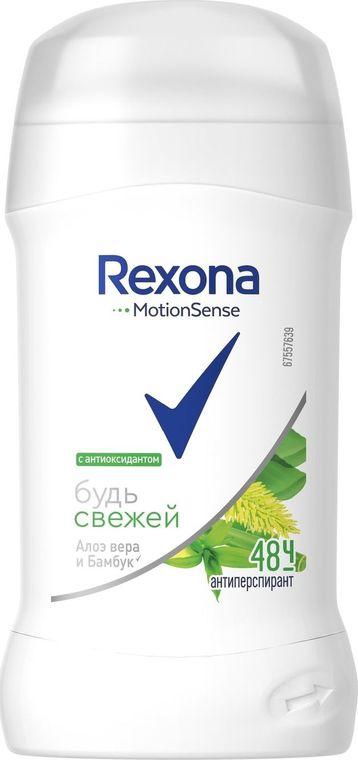 Rexona
MotionSense
67557639
с антиоксидантом
будь
свежей
Алоэ вера
и Бамбук
48ч
антиперспирант